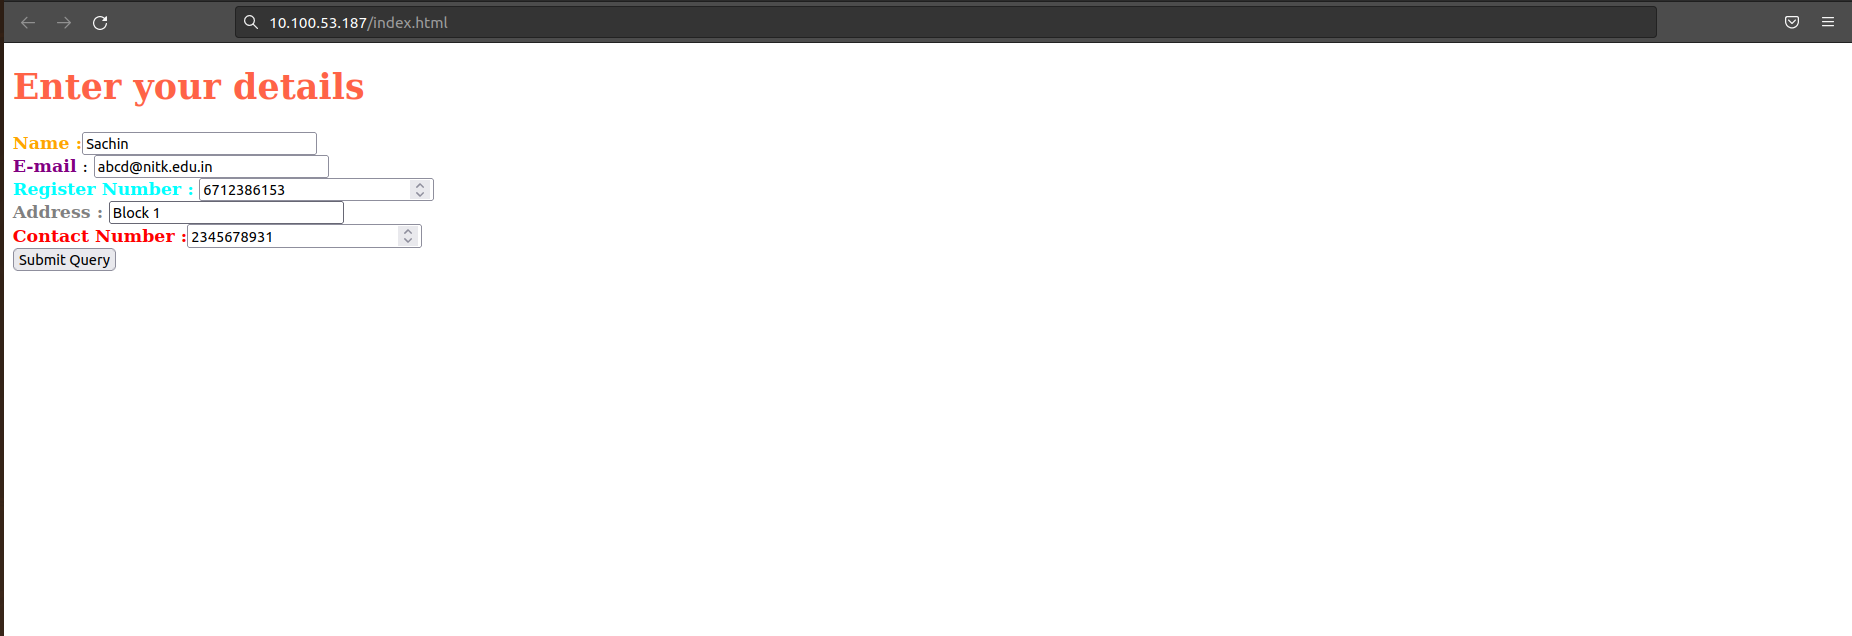 10.100.53.187/index.html
Enter your details
Name : Sachin
E-mail : abcd@nitk.edu.in
Register Number : 6712386153
Address : Block 1
Contact Number : 2345678931
Submit Query